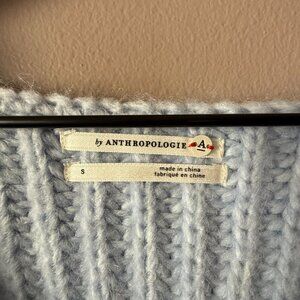 by ANTHROPOLOGIE A
S
made in china
fabriqué en chine